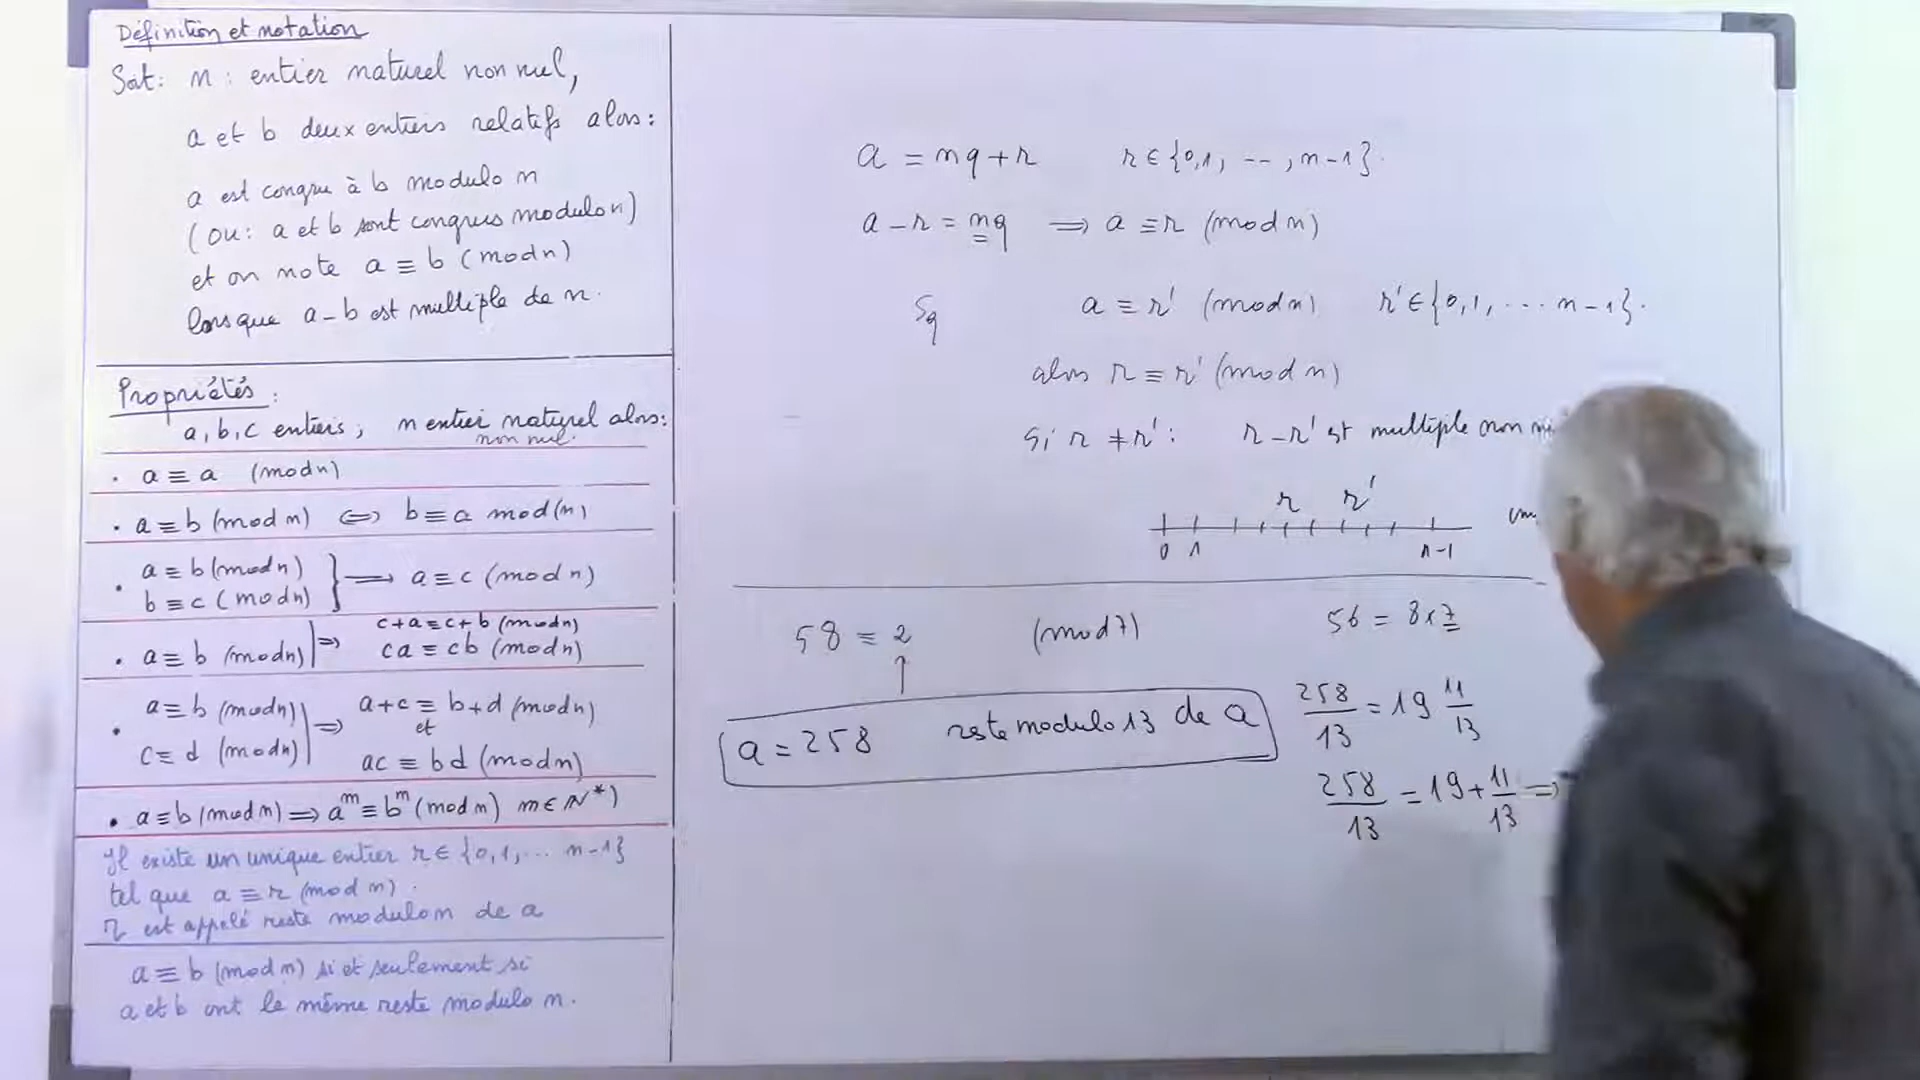 Définition et notation
Soit: n : entier naturel non nul,
a et b deux entiers relatifs alors:
a est congru à b modulo n
(ou: a et b sont congrus modulo n)
et on note a ≡ b (mod n)
lorsque a-b est multiple de n.
Propriétés:
a, b, c entiers; n entier naturel alors:
non nul.
• a ≡ a (mod n)
• a ≡ b (mod n) ⟺ b ≡ a mod(n)
• a ≡ b (mod n)
b ≡ c (mod n) } ⟹ a ≡ c (mod n)
c+a ≡ c+b (mod n)
• a ≡ b (mod n) | ⟹ ca ≡ cb (mod n)
• a ≡ b (mod n)
c ≡ d (mod n) | ⟹ a+c ≡ b+d (mod n)
et
ac ≡ bd (mod n)
• a ≡ b (mod n) ⟹ a^m ≡ b^m (mod n) m ∈ N*)
Il existe un unique entier r ∈ {0,1,... n-1}
tel que a ≡ r (mod n).
r est appelé reste modulo n de a
a ≡ b (mod n) si et seulement si
a et b ont le même reste modulo n.
a = nq + r r ∈ {0,1, --, n-1}.
a - r = nq ⟹ a ≡ r (mod n)
Sq a ≡ r' (mod n) r' ∈ {0,1, ... n-1}.
alors r ≡ r' (mod n)
Si r ≠ r': r - r' est multiple non
r r'
0 1 n-1
58 ≡ 2 (mod 7) 56 = 8×7
a = 258 reste modulo 13 de a
258/13 = 19 11/13
258/13 = 19 + 11/13 ⟹